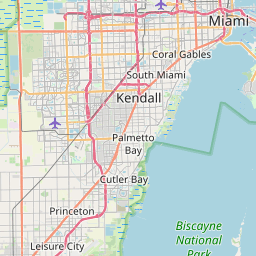 Miami
Coral Gables
South Miami
Kendall
Palmetto
Bay
Cutler Bay
Princeton
Biscayne
National
Park
Leisure City